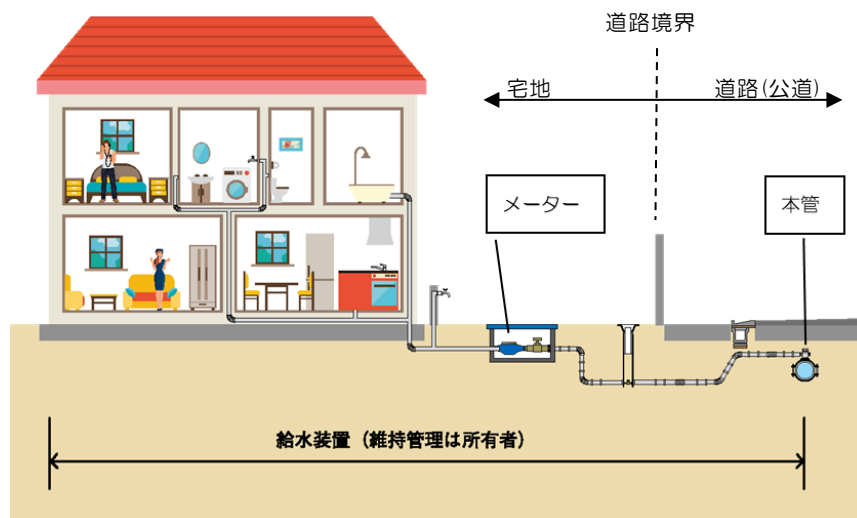 道路境界
宅地
道路(公道)
メーター
本管
給水装置（維持管理は所有者）